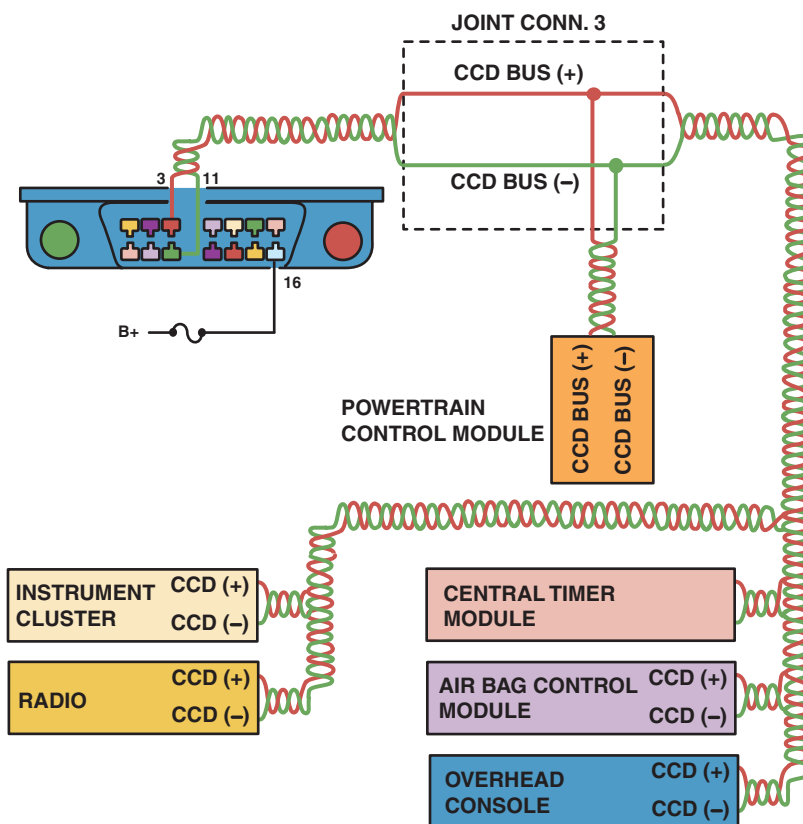 JOINT CONN. 3
CCD BUS (+)
CCD BUS (–)
3 11
16
B+
CCD BUS (+)
CCD BUS (–)
POWERTRAIN
CONTROL MODULE
INSTRUMENT
CLUSTER
CCD (+)
CCD (–)
CENTRAL TIMER
MODULE
RADIO
CCD (+)
CCD (–)
AIR BAG CONTROL
MODULE
CCD (+)
CCD (–)
OVERHEAD
CONSOLE
CCD (+)
CCD (–)